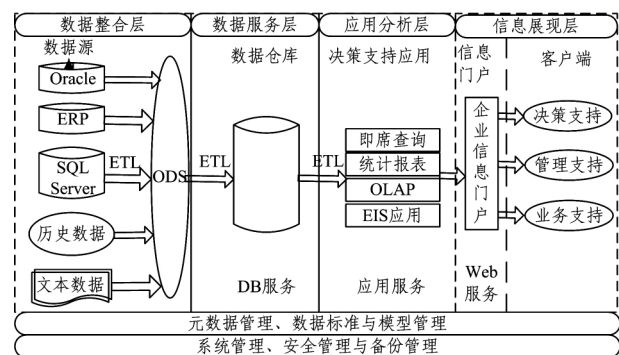 数据整合层
数据服务层
应用分析层
信息展现层
数据源
Oracle
ERP
SQL
Server
历史数据
文本数据
ETL
ODS
ETL
数据仓库
DB服务
ETL
决策支持应用
即席查询
统计报表
OLAP
EIS应用
应用服务
信息
门户
企业信息门户
Web
服务
客户端
决策支持
管理支持
业务支持
元数据管理、数据标准与模型管理
系统管理、安全管理与备份管理